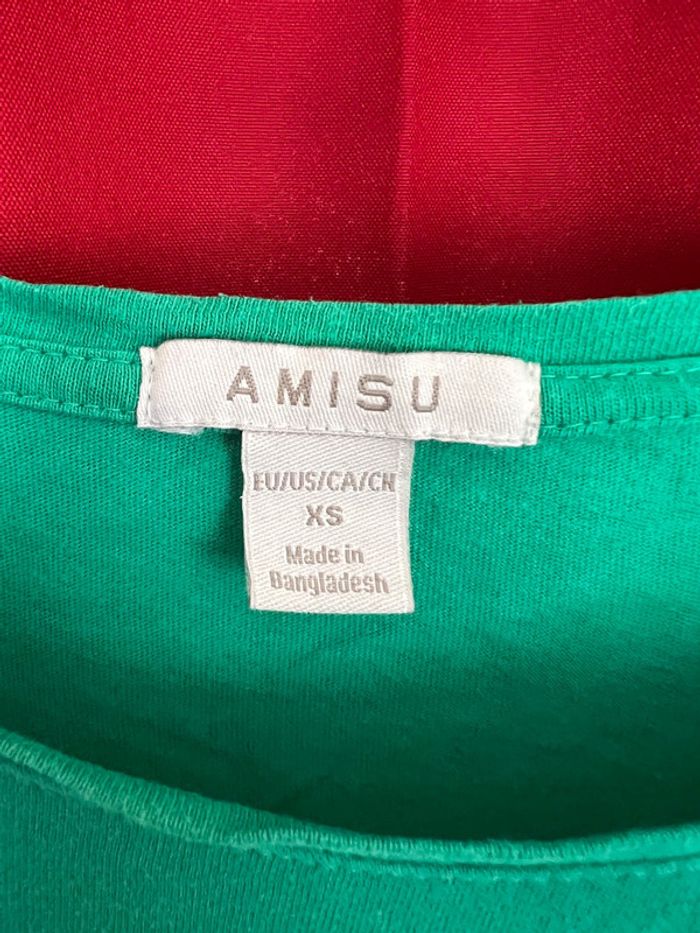 AMISU
EU/US/CA/CN
XS
Made in
Bangladesh